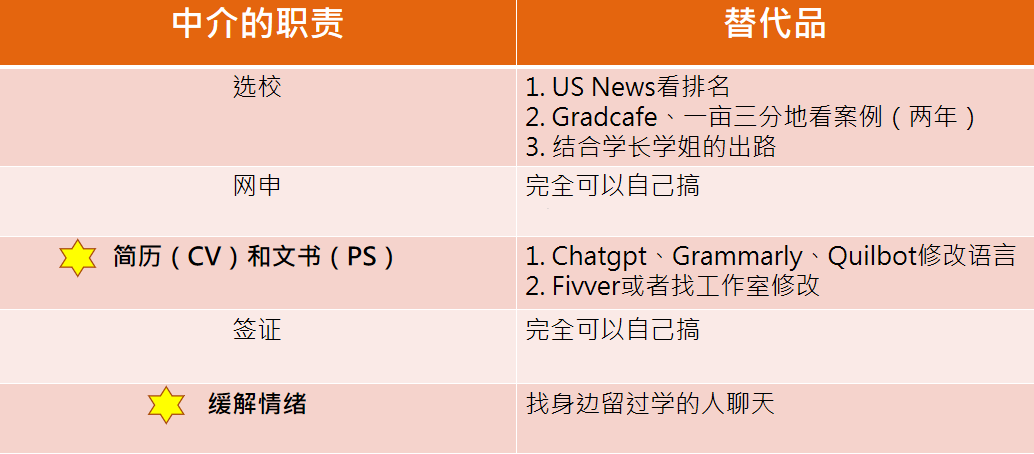 中介的职责
替代品
选校
1. US News看排名
2. Gradcafe、一亩三分地看案例（两年）
3. 结合学长学姐的出路
网申
完全可以自己搞
简历（CV）和文书（PS）
1. Chatgpt、Grammarly、Quilbot修改语言
2. Fivver或者找工作室修改
签证
完全可以自己搞
缓解情绪
找身边留过学的人聊天